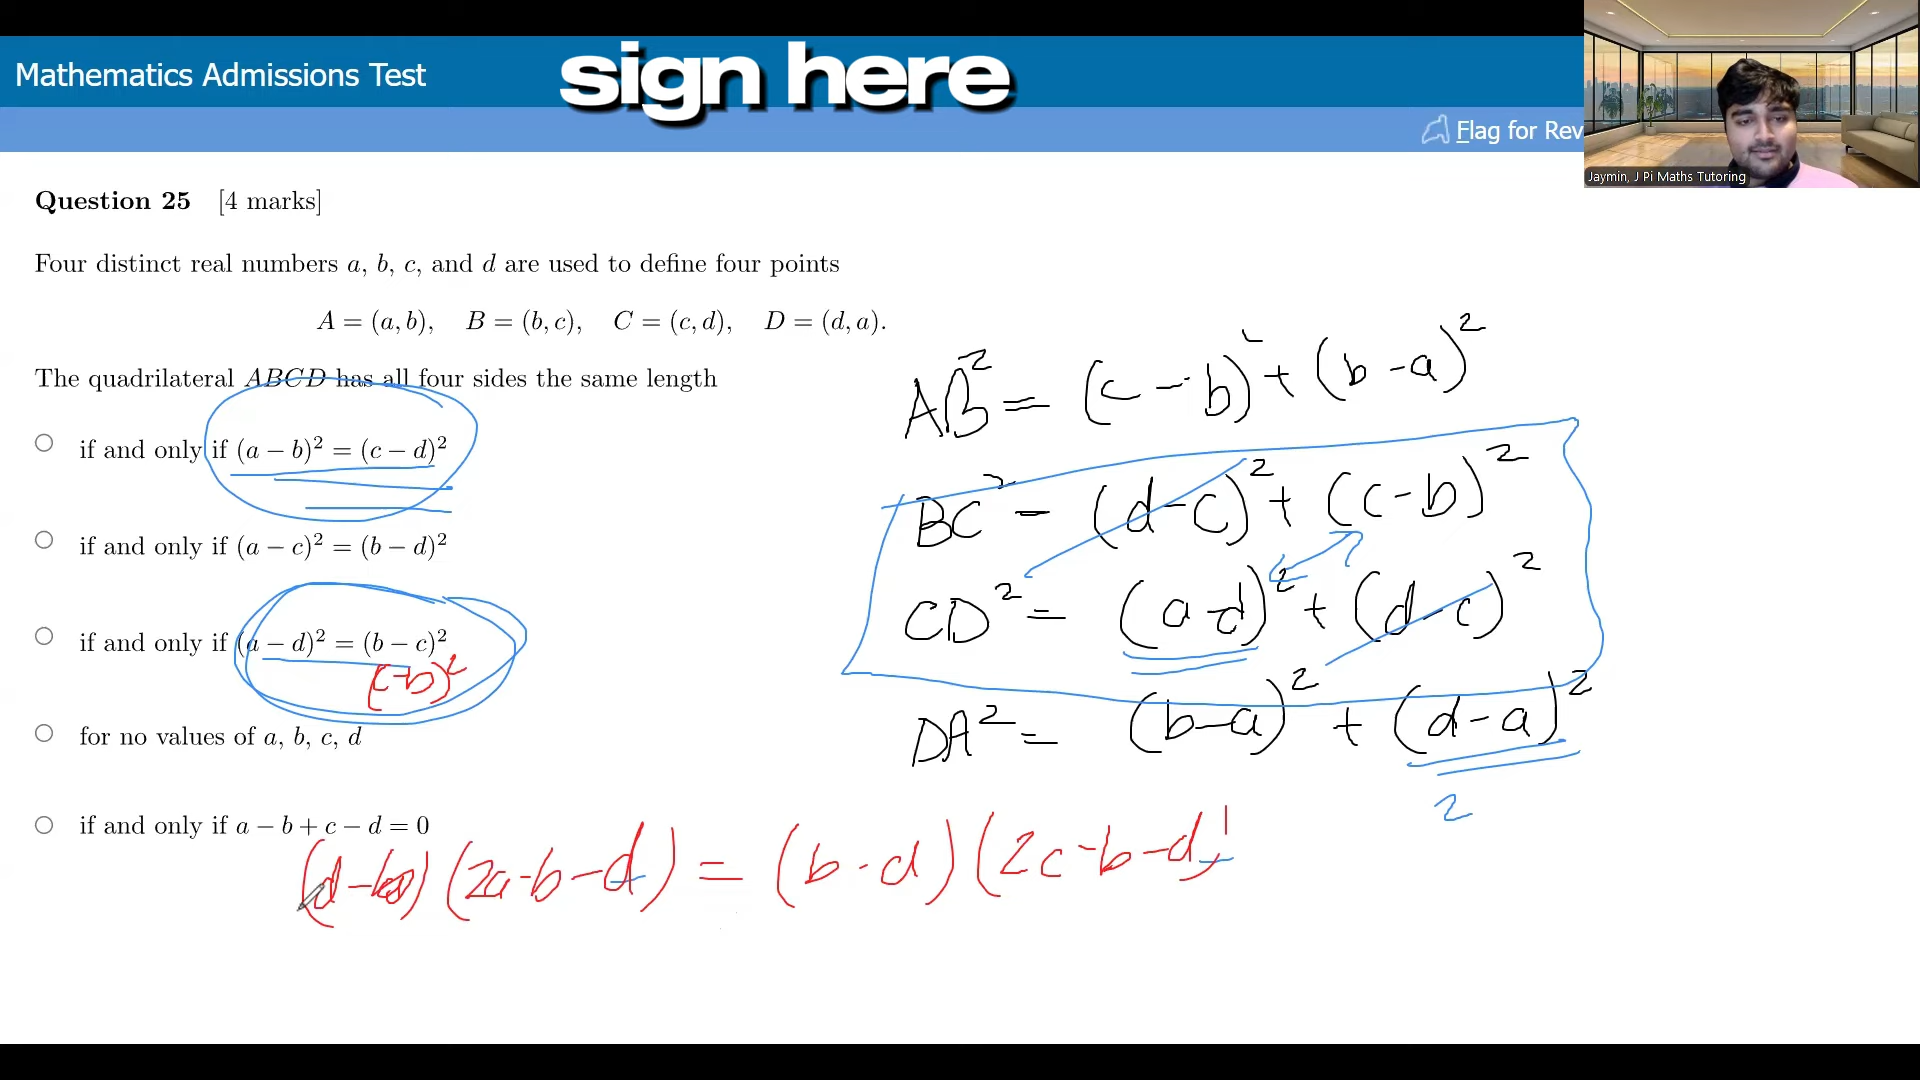 sign here
Mathematics Admissions Test
Flag for Rev
Jaymin, J Pi Maths Tutoring
Question 25 [4 marks]
Four distinct real numbers a, b, c, and d are used to define four points
A = (a, b), B = (b, c), C = (c, d), D = (d, a).
The quadrilateral ABCD has all four sides the same length
if and only if (a − b)² = (c − d)²
if and only if (a − c)² = (b − d)²
if and only if (a − d)² = (b − c)²
(c-b)²
for no values of a, b, c, d
if and only if a − b + c − d = 0
AB² = (c - b)² + (b - a)²
BC² = (d - c)² + (c - b)²
CD² = (a - d)² + (d - c)²
DA² = (b - a)² + (d - a)²
2
(2a - b - d) = (b - d)(2c - b - d)